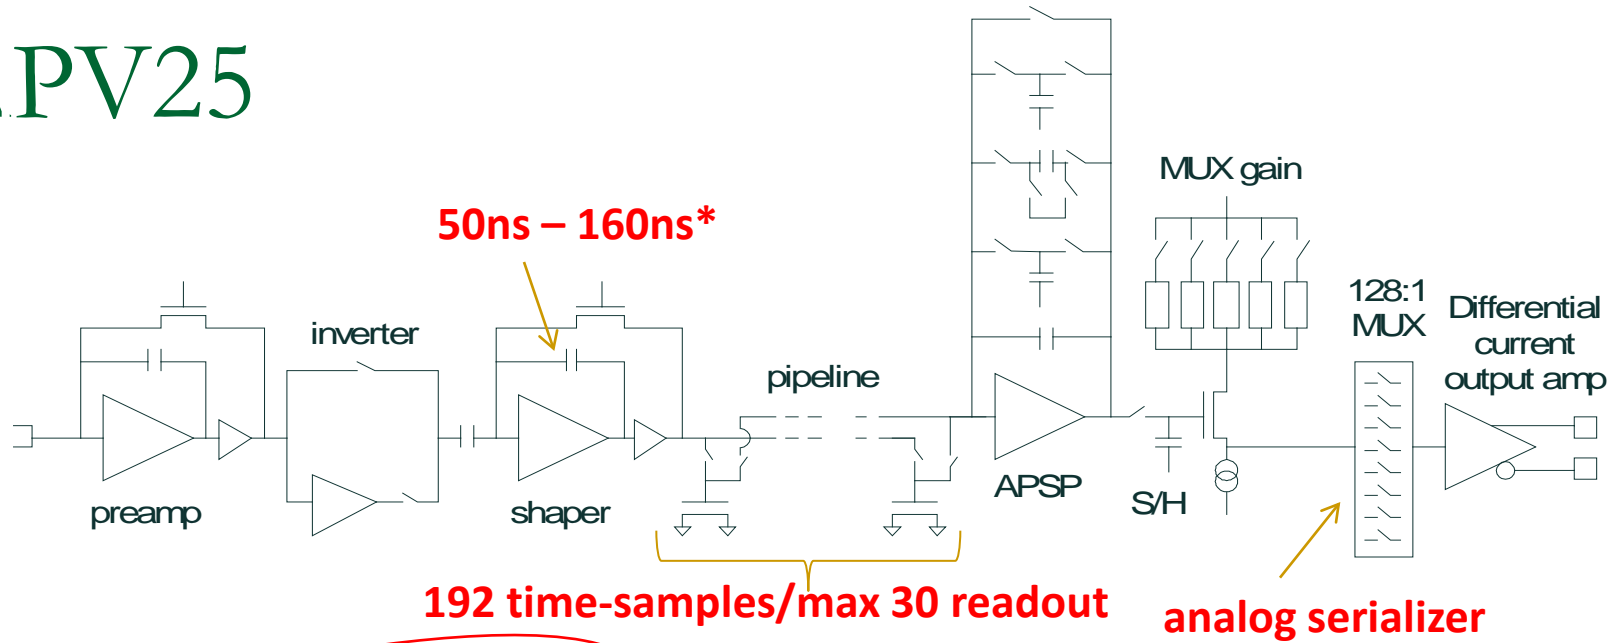 APV25
MUX gain
50ns – 160ns*
128:1
MUX
Differential
current
output amp
inverter
pipeline
preamp
shaper
APSP
S/H
192 time-samples/max 30 readout
analog serializer